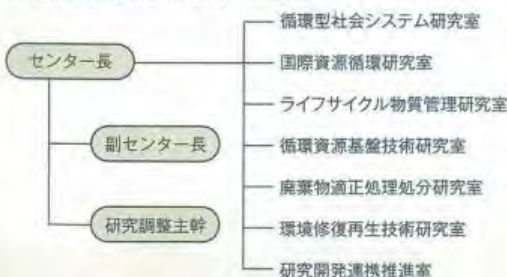 循環型社会システム研究室
センター長
国際資源循環研究室
ライフサイクル物質管理研究室
副センター長
循環資源基盤技術研究室
廃棄物適正処理処分研究室
研究調整主幹
環境修復再生技術研究室
研究開発連携推進室